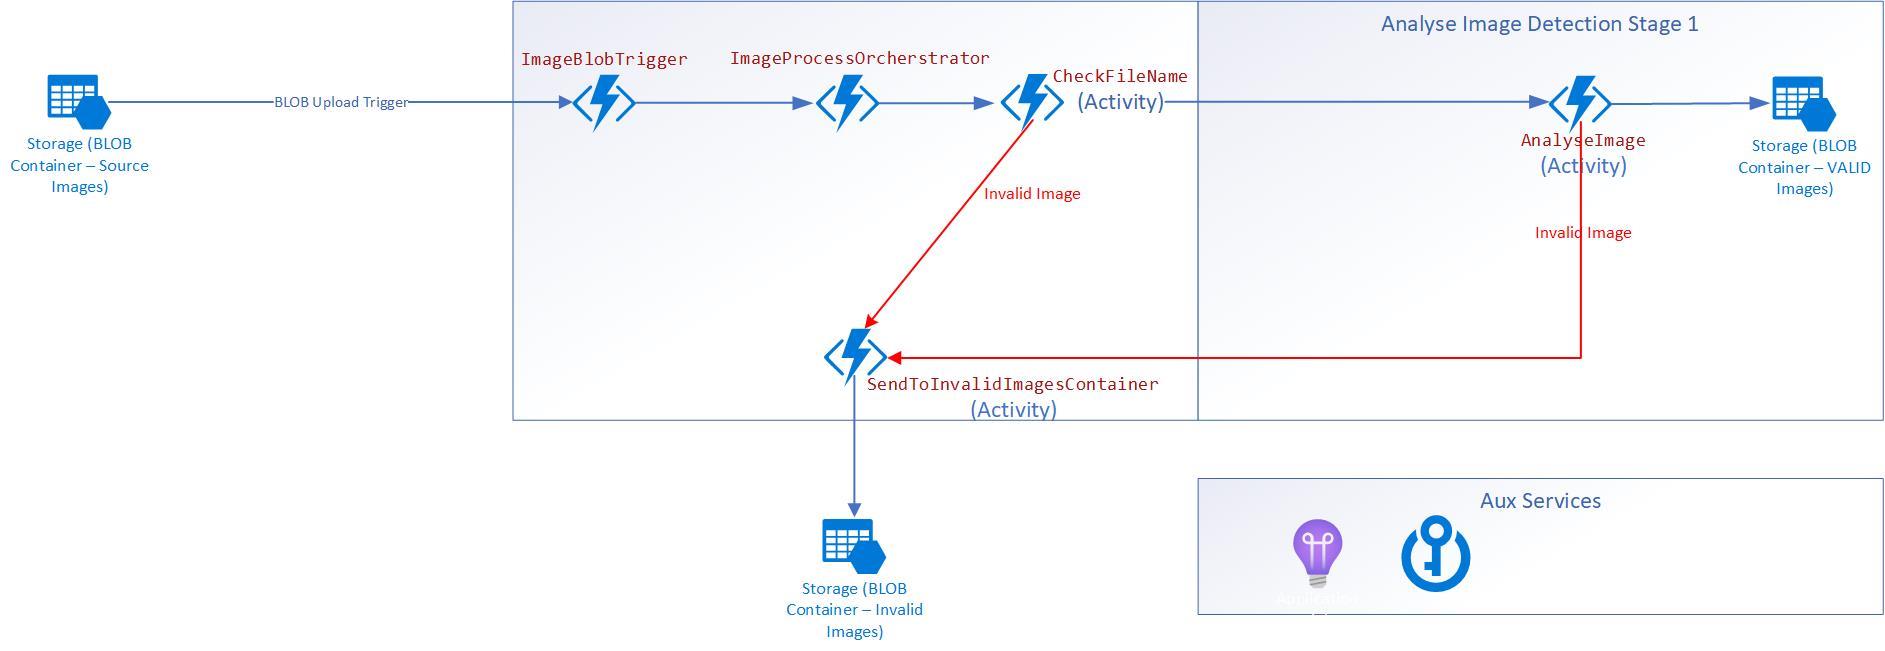 Analyse Image Detection Stage 1
ImageBlobTrigger
ImageProcessOrcherstrator
CheckFileName
(Activity)
BLOB Upload Trigger
Storage (BLOB
Container – Source
Images)
AnalyseImage
(Activity)
Storage (BLOB
Container – VALID
Images)
Invalid Image
Invalid Image
SendToInvalidImagesContainer
(Activity)
Aux Services
Application
Storage (BLOB
Container – Invalid
Images)